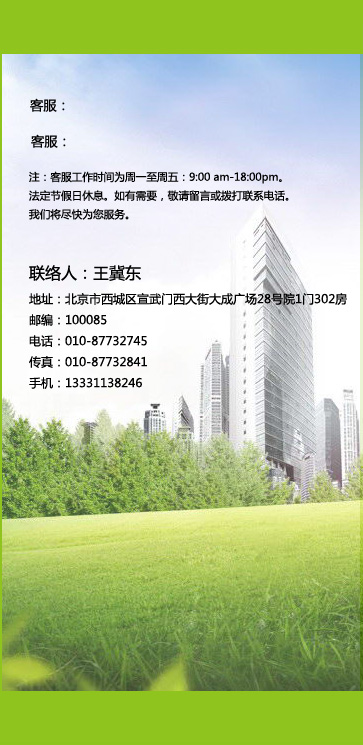 客服：
客服：
注：客服工作时间为周一至周五：9:00 am-18:00pm。
法定节假日休息。如有需要，敬请留言或拨打联系电话。
我们将尽快为您服务。
联络人：王冀东
地址：北京市西城区宣武门西大街大成广场28号院1门302房
邮编：100085
电话：010-87732745
传真：010-87732841
手机：13331138246